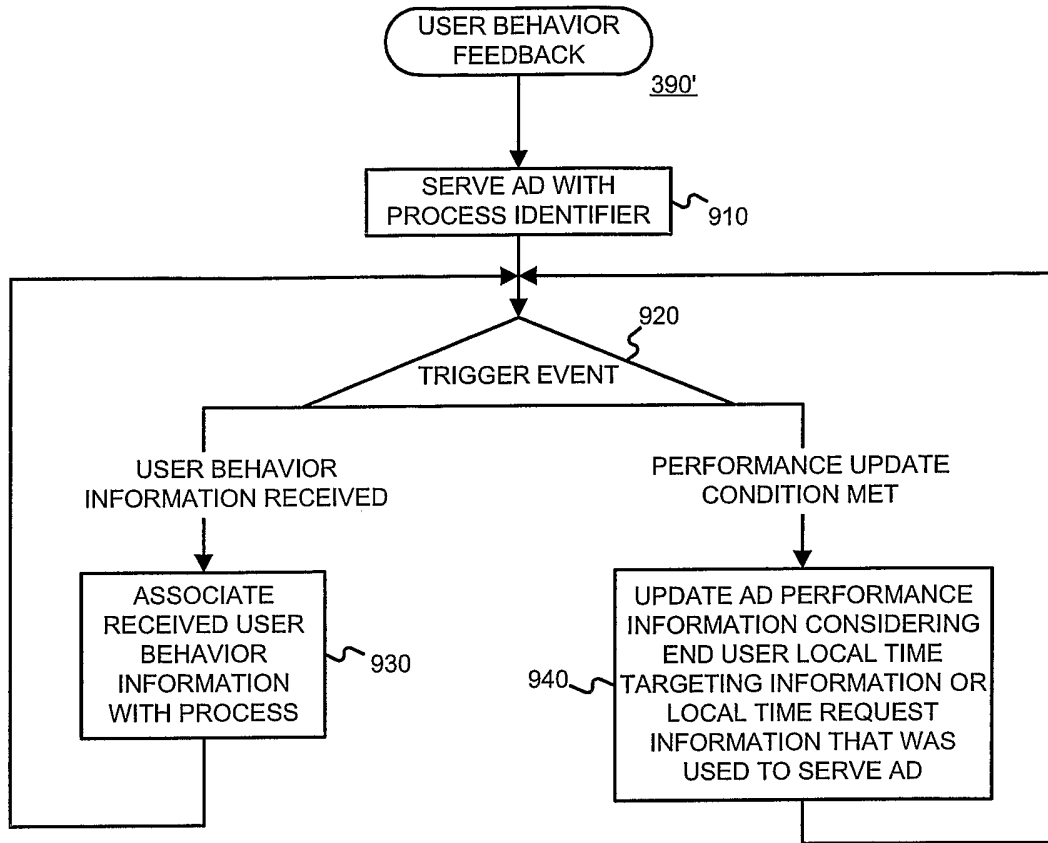 USER BEHAVIOR
FEEDBACK
390'
SERVE AD WITH
PROCESS IDENTIFIER
910
920
TRIGGER EVENT
USER BEHAVIOR
INFORMATION RECEIVED
PERFORMANCE UPDATE
CONDITION MET
ASSOCIATE
RECEIVED USER
BEHAVIOR
INFORMATION
WITH PROCESS
930
940
UPDATE AD PERFORMANCE
INFORMATION CONSIDERING
END USER LOCAL TIME
TARGETING INFORMATION OR
LOCAL TIME REQUEST
INFORMATION THAT WAS
USED TO SERVE AD